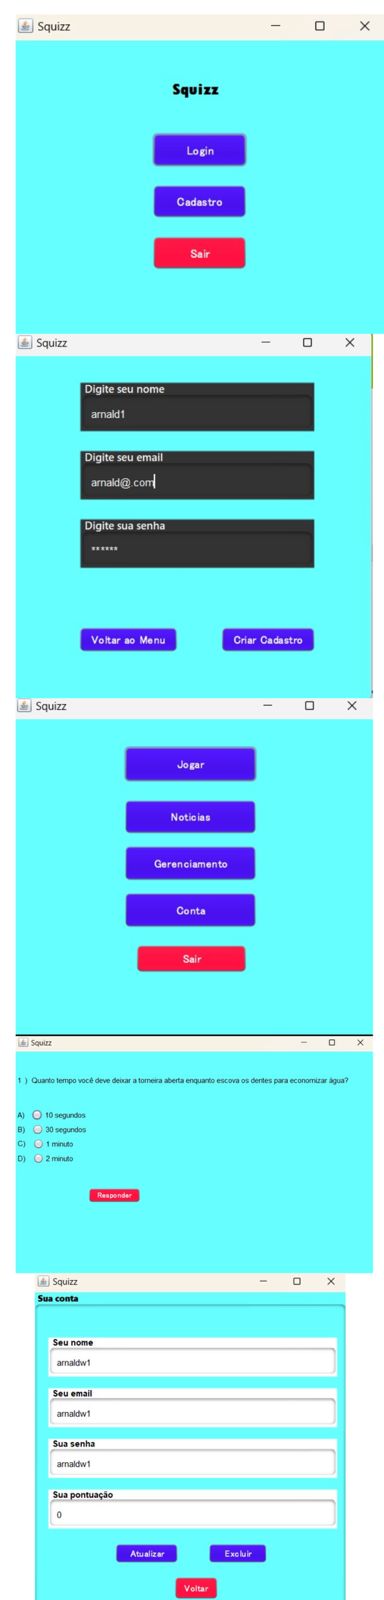 Squizz
Squizz
Login
Cadastro
Sair
Squizz
Digite seu nome
arnald1
Digite seu email
arnald@.com
Digite sua senha
******
Voltar ao Menu
Criar Cadastro
Squizz
Jogar
Noticias
Gerenciamento
Conta
Sair
Squizz
1 ) Quanto tempo você deve deixar a torneira aberta enquanto escova os dentes para economizar água?
A) 10 segundos
B) 30 segundos
C) 1 minuto
D) 2 minuto
Responder
Squizz
Sua conta
Seu nome
arnaldw1
Seu email
arnaldw1
Sua senha
arnaldw1
Sua pontuação
0
Atualizar
Excluir
Voltar